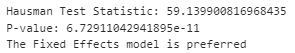 Hausman Test Statistic: 59.139900816968435
P-value: 6.72911042941895e-11
The Fixed Effects model is preferred